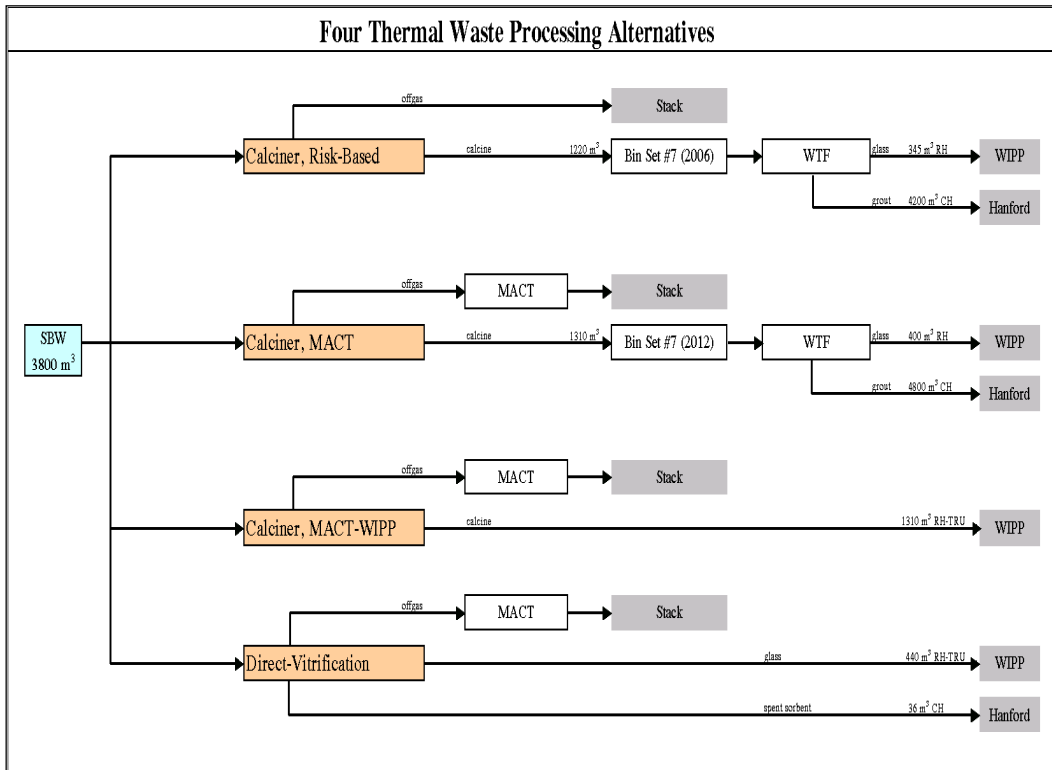 Four Thermal Waste Processing Alternatives
offgas
Stack
Calciner, Risk-Based
calcine
1220 m³
Bin Set #7 (2006)
WTF
glass
345 m³ RH
WIPP
grout
4200 m³ CH
Hanford
offgas
MACT
Stack
SBW
3800 m³
Calciner, MACT
calcine
1310 m³
Bin Set #7 (2012)
WTF
glass
400 m³ RH
WIPP
grout
4800 m³ CH
Hanford
offgas
MACT
Stack
Calciner, MACT-WIPP
calcine
1310 m³ RH-TRU
WIPP
offgas
MACT
Stack
Direct-Vitrification
glass
440 m³ RH-TRU
WIPP
spent sorbent
36 m³ CH
Hanford